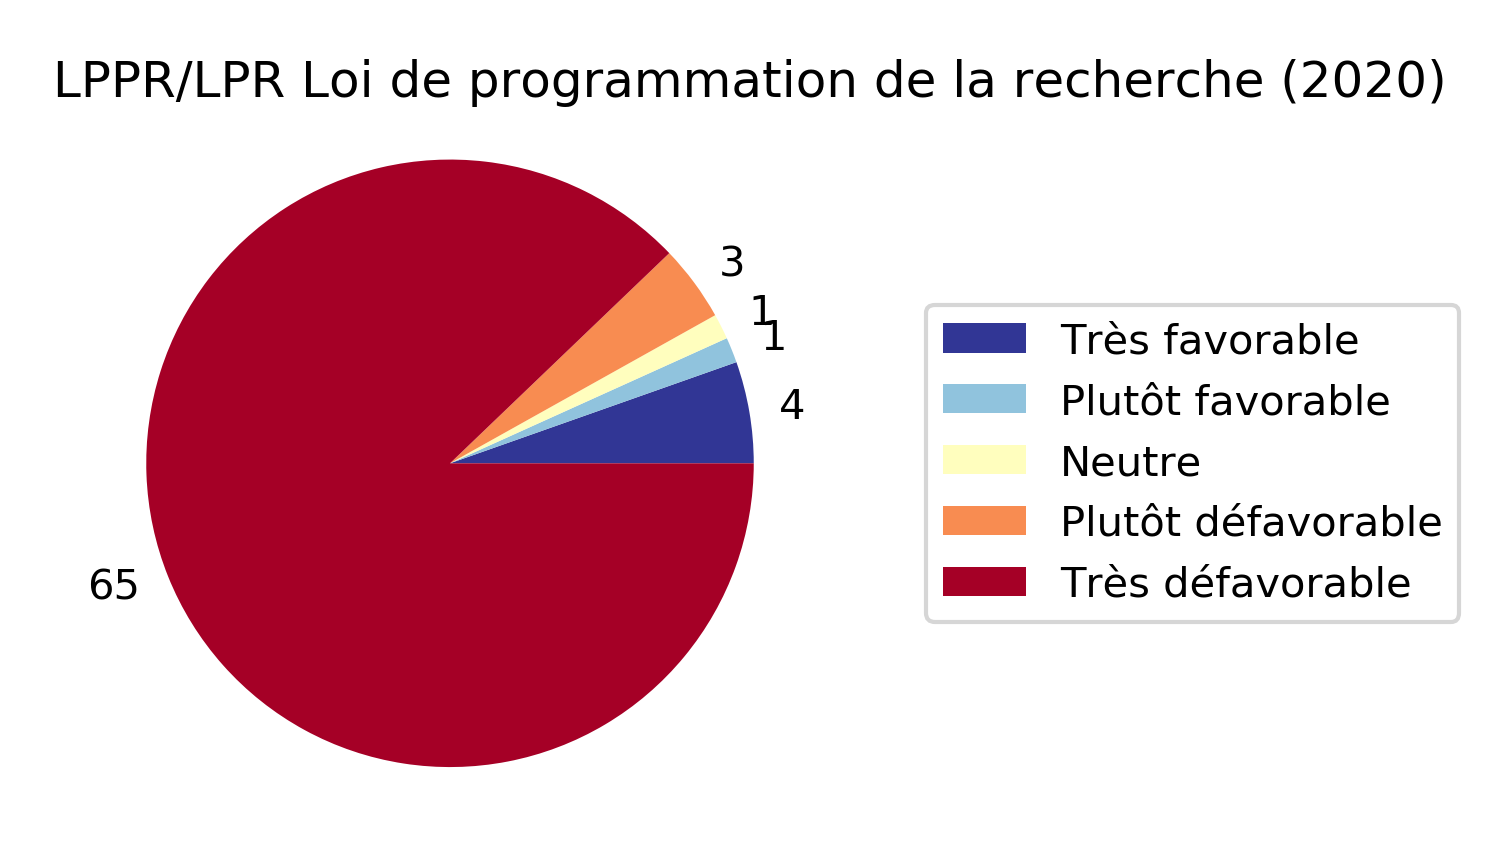 LPPR/LPR Loi de programmation de la recherche (2020)
3
1
1
4
65
Très favorable
Plutôt favorable
Neutre
Plutôt défavorable
Très défavorable